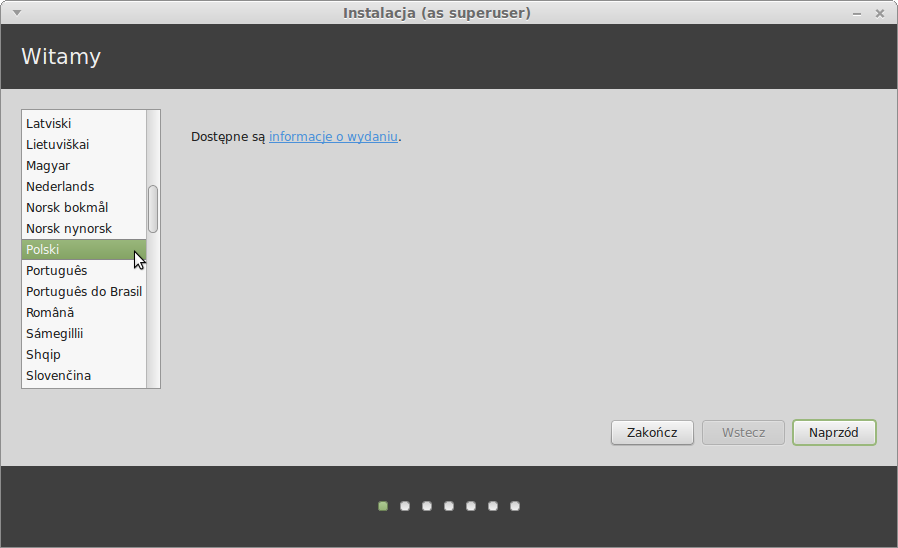 Instalacja (as superuser)
Witamy
Latviski
Lietuviškai
Magyar
Nederlands
Norsk bokmål
Norsk nynorsk
Polski
Português
Português do Brasil
Română
Sámegillii
Shqip
Slovenčina
Dostępne są informacje o wydaniu.
Zakończ
Wstecz
Naprzód